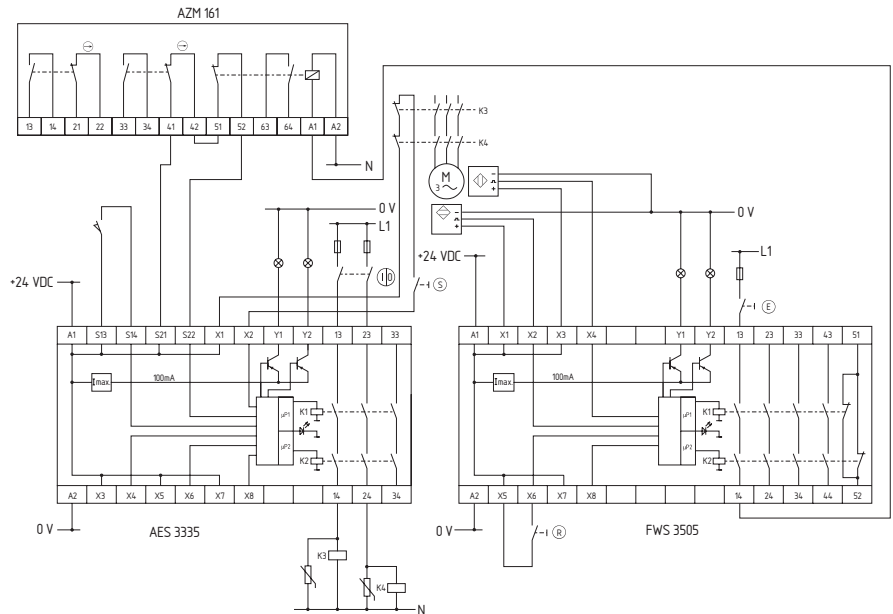 AZM 161
13 14 21 22 33 34 41 42 51 52 63 64 A1 A2
N
K3
K4
M
3
-
+
-
+
0 V
L1
0 V
L1
+24 VDC
+24 VDC
I 0
S
E
A1 S13 S14 S21 S22 X1 X2 Y1 Y2 13 23 33
A1 X1 X2 X3 X4 Y1 Y2 13 23 33 43 51
Imax. 100mA
Imax. 100mA
µP1 K1
µP1 K1
µP2 K2
µP2 K2
A2 X3 X4 X5 X6 X7 X8 14 24 34
A2 X5 X6 X7 X8 14 24 34 44 52
0 V
AES 3335
0 V
R
FWS 3505
K3
K4
N